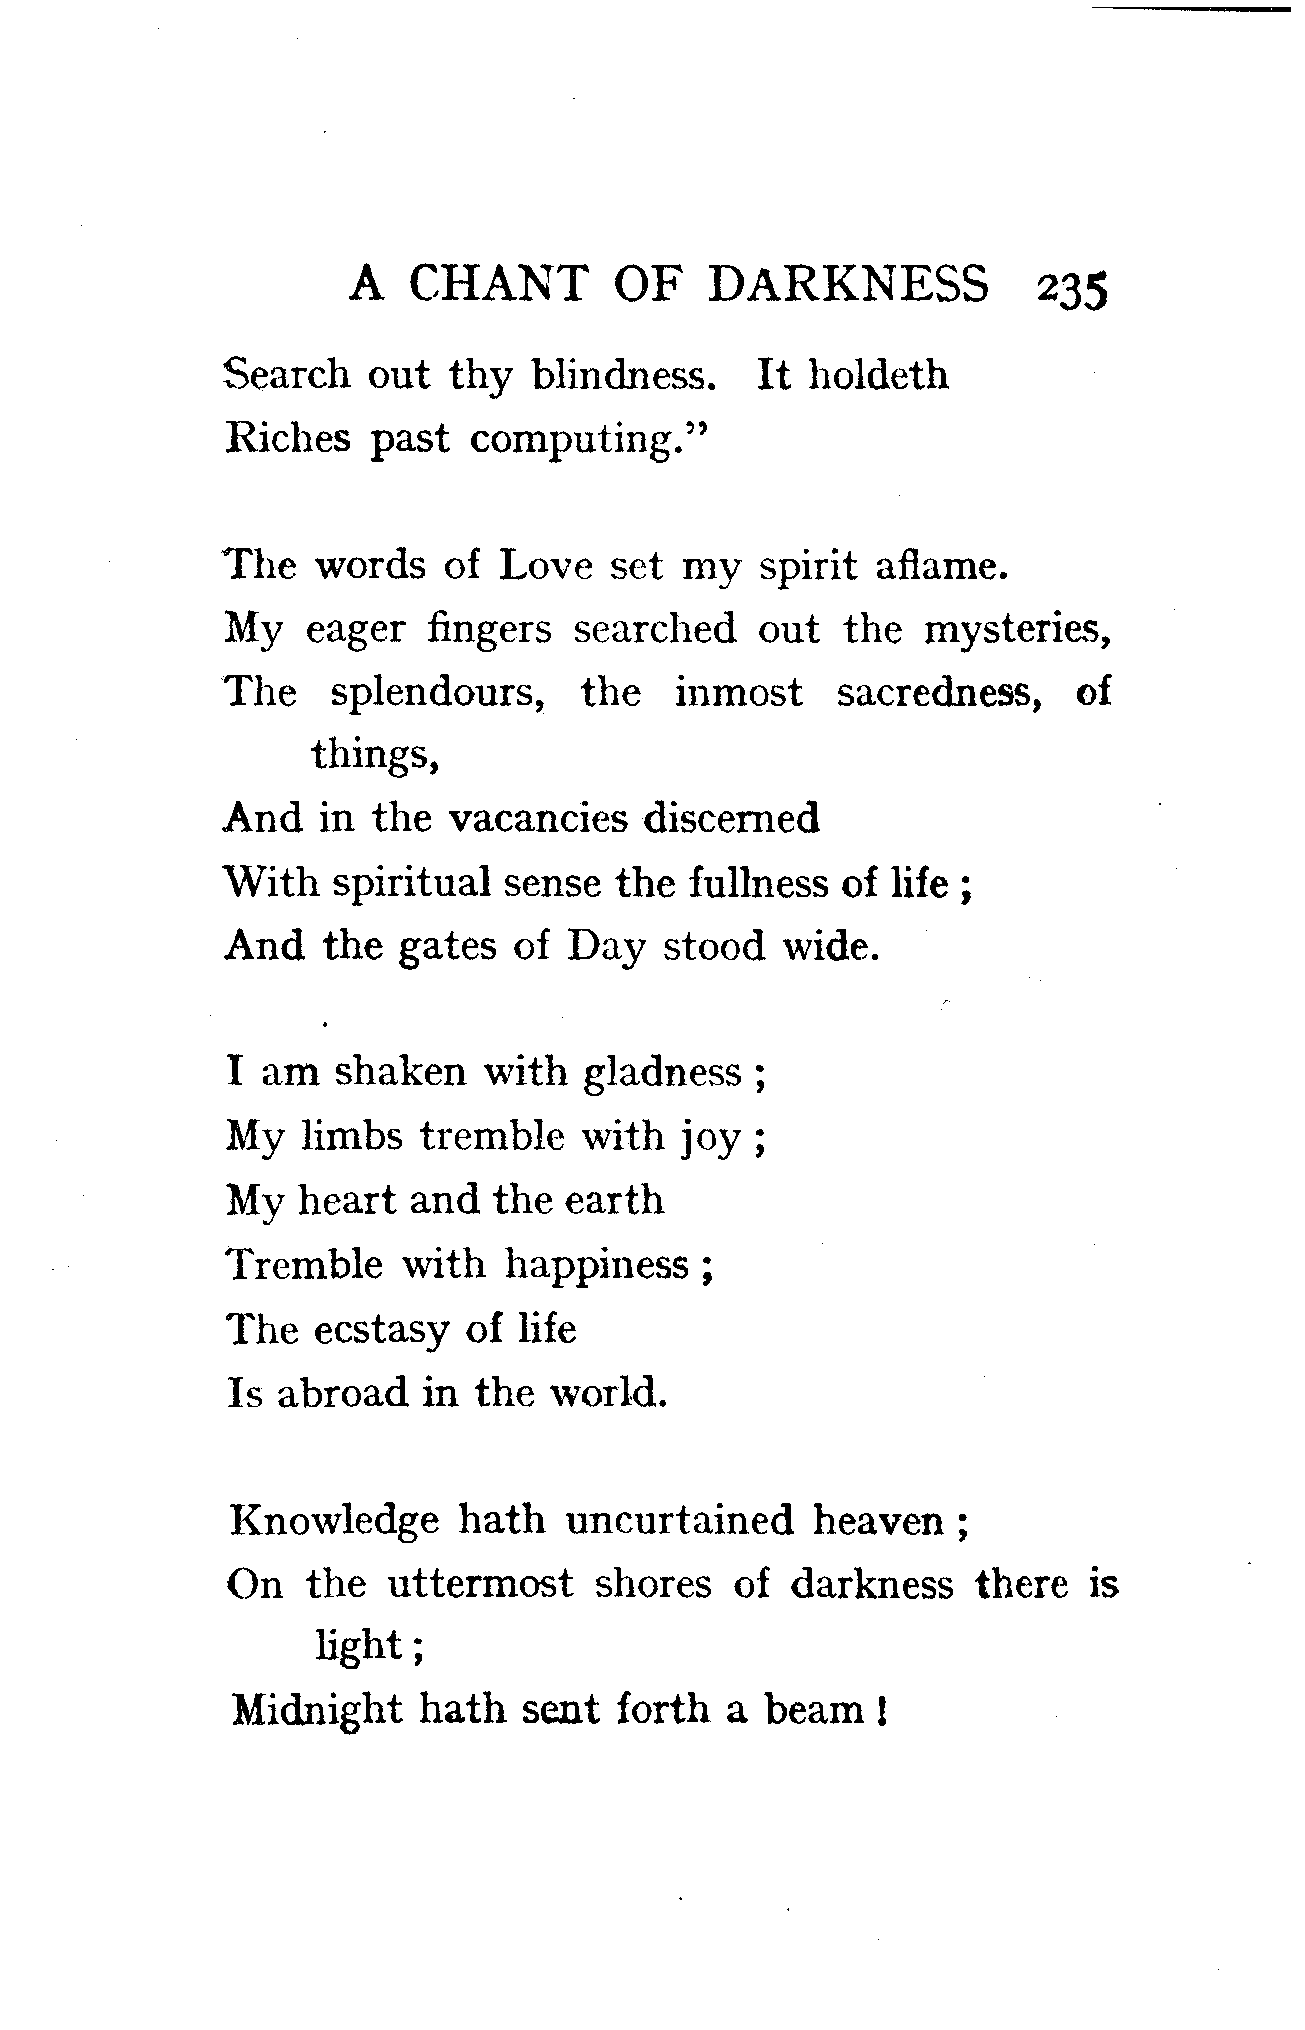 A CHANT OF DARKNESS 235
Search out thy blindness. It holdeth
Riches past computing."
The words of Love set my spirit aflame.
My eager fingers searched out the mysteries,
The splendours, the inmost sacredness, of
things,
And in the vacancies discerned
With spiritual sense the fullness of life ;
And the gates of Day stood wide.
I am shaken with gladness ;
My limbs tremble with joy ;
My heart and the earth
Tremble with happiness ;
The ecstasy of life
Is abroad in the world.
Knowledge hath uncurtained heaven ;
On the uttermost shores of darkness there is
light ;
Midnight hath sent forth a beam !